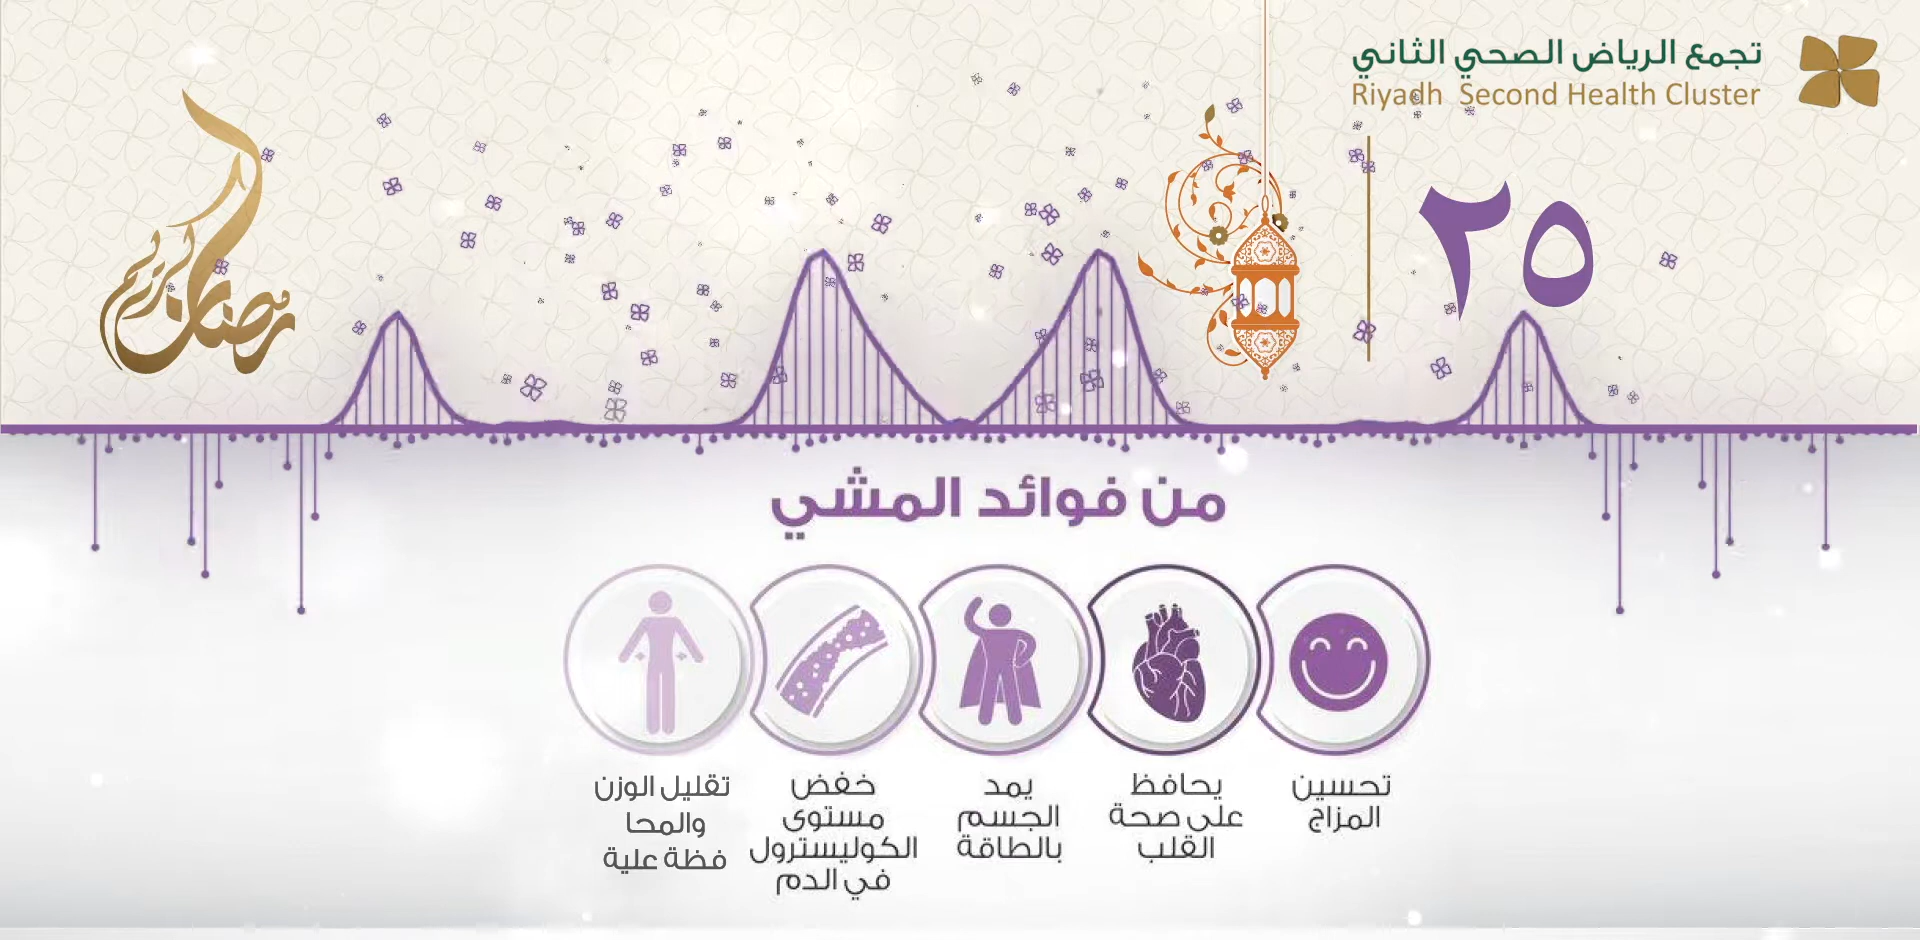 تجمع الرياض الصحي الثاني
Riyadh Second Health Cluster
٢٥
رمضان كريم
من فوائد المشي
تحسين
المزاج
يحافظ
على صحة
القلب
يمد
الجسم
بالطاقة
خفض
مستوى
الكوليسترول
في الدم
تقليل الوزن
والمحا
فظة علية